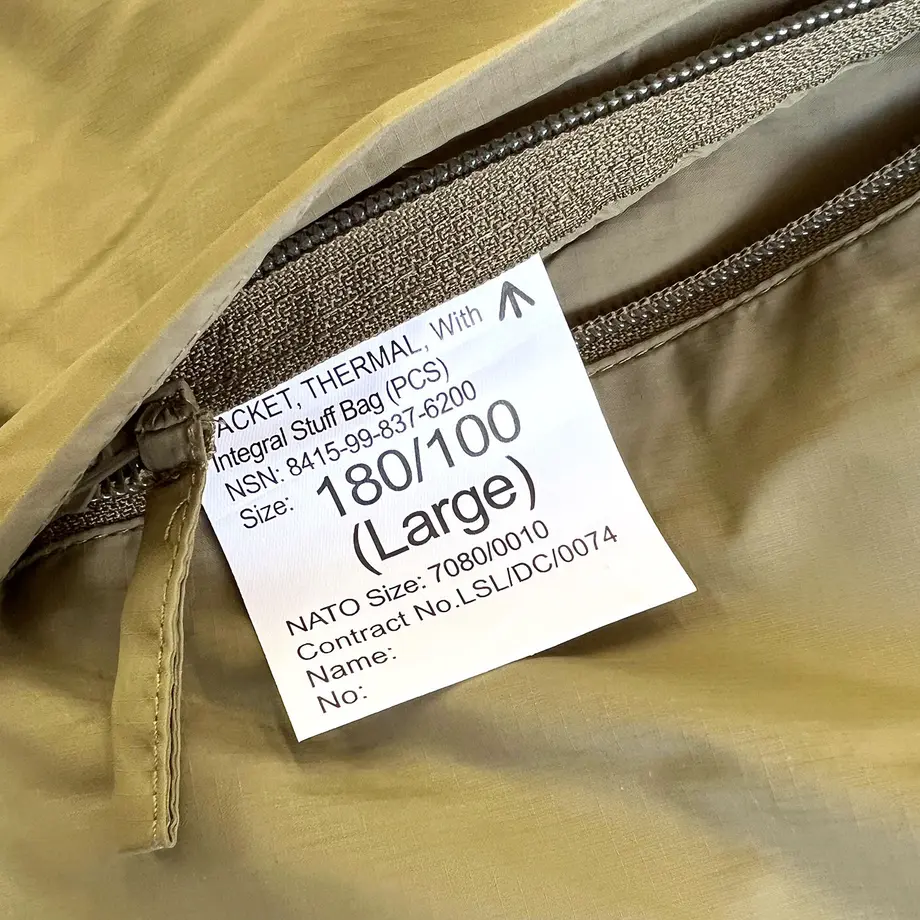 ACKET, THERMAL, With
Integral Stuff Bag (PCS)
NSN: 8415-99-837-6200
Size: 180/100
(Large)
NATO Size: 7080/0010
Contract No.LSL/DC/0074
Name:
No: